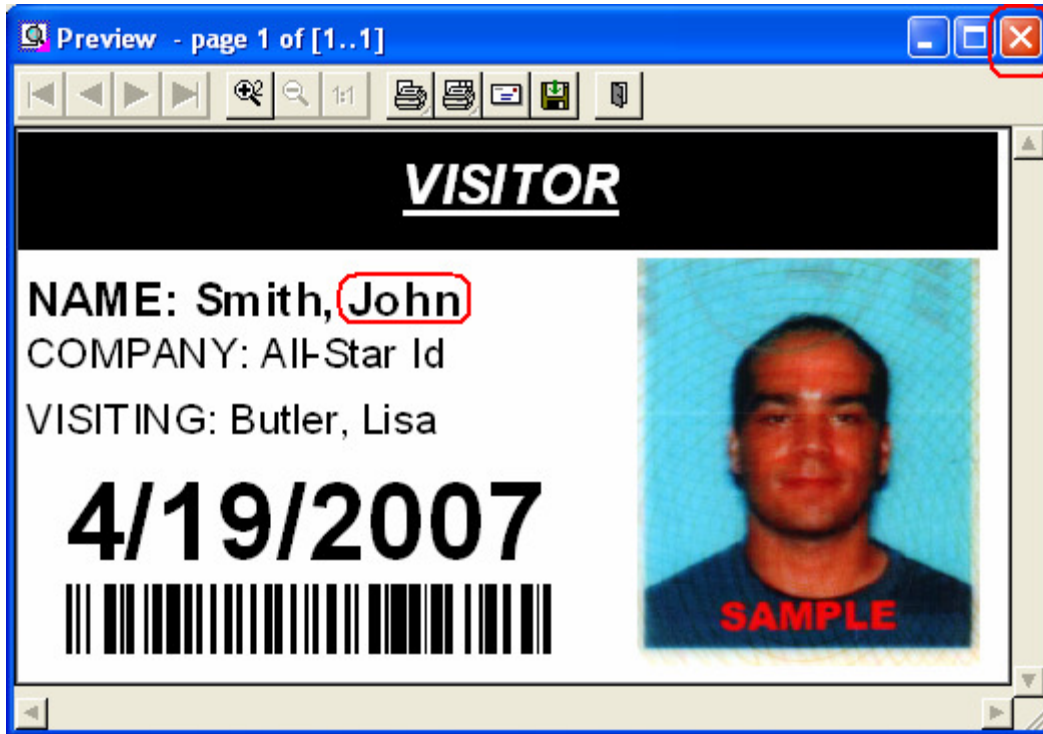 Preview - page 1 of [1..1]
1:1
VISITOR
NAME: Smith, John
COMPANY: All-Star Id
VISITING: Butler, Lisa
4/19/2007
SAMPLE